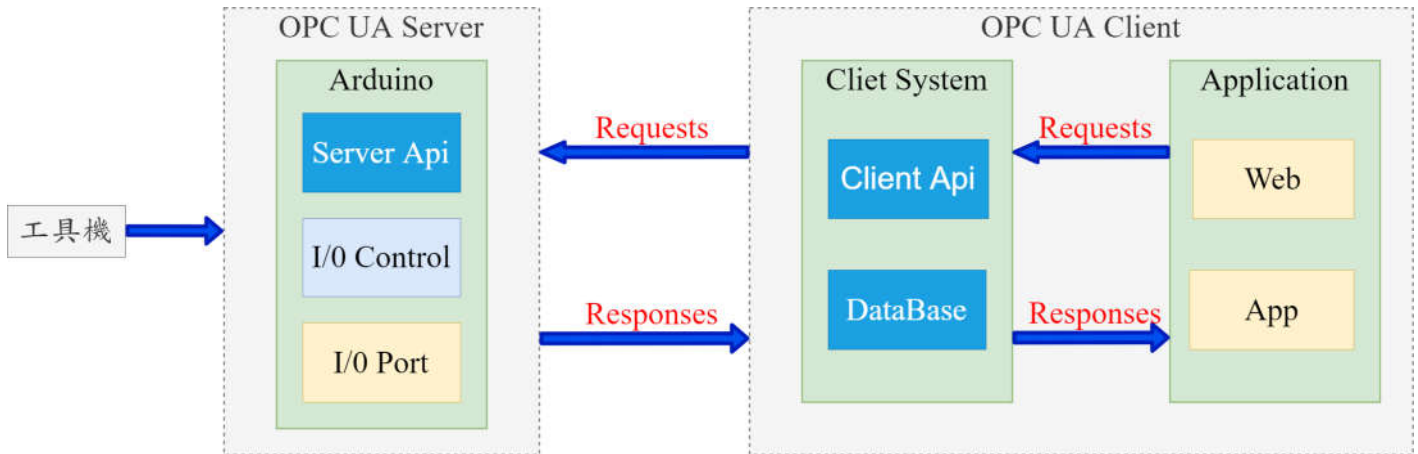 工具機
OPC UA Server
Arduino
Server Api
I/0 Control
I/0 Port
Requests
Responses
OPC UA Client
Cliet System
Client Api
DataBase
Requests
Responses
Application
Web
App